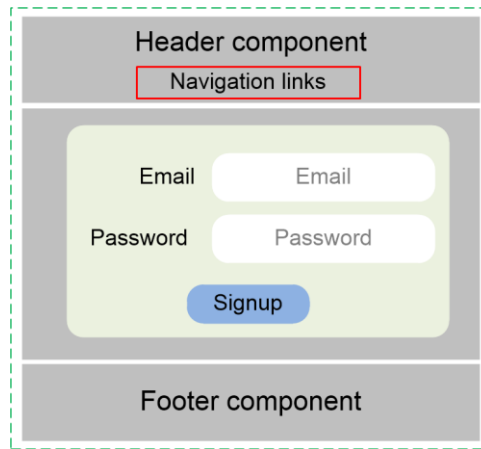 Header component
Navigation links
Email Email
Password Password
Signup
Footer component